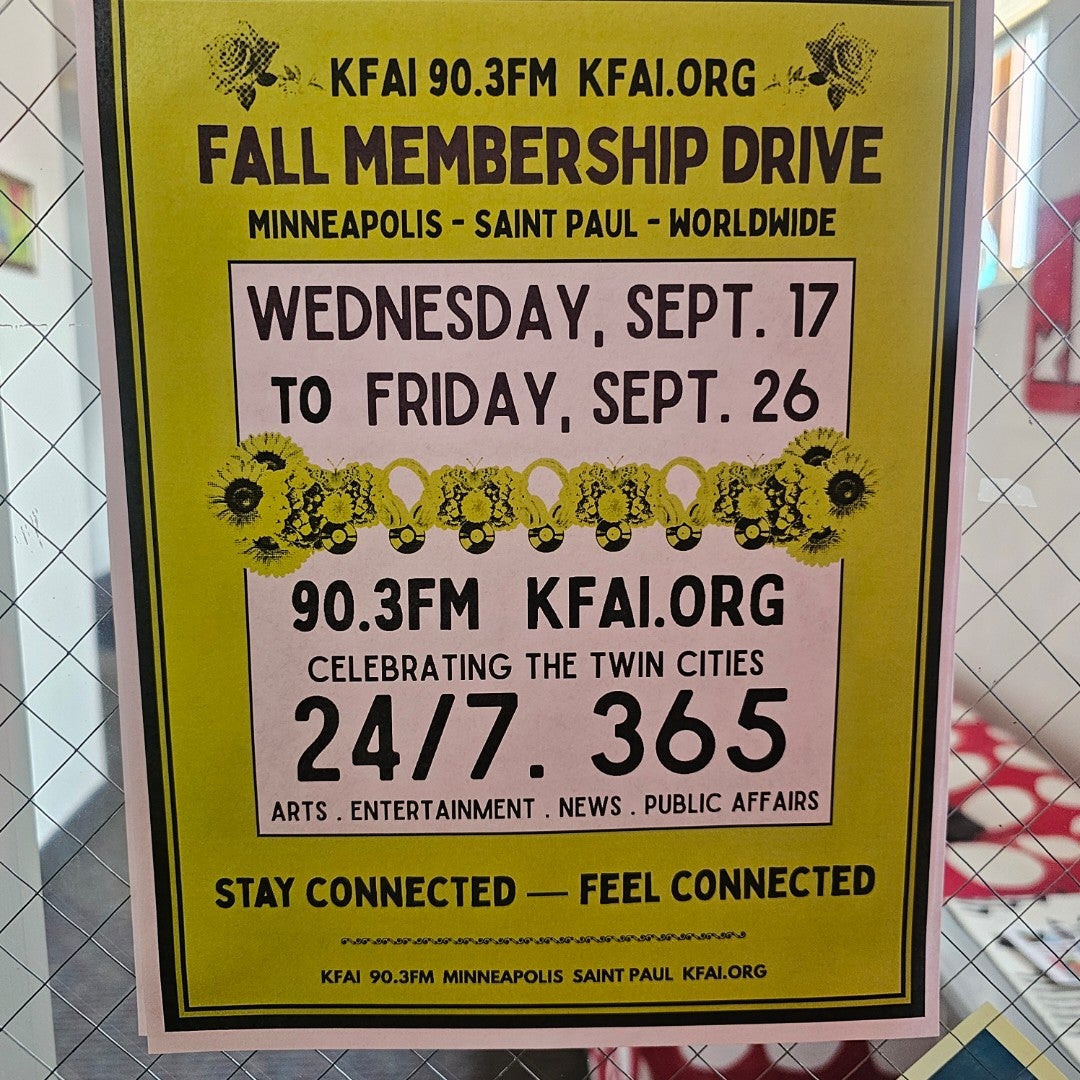 KFAI 90.3FM KFAI.ORG
FALL MEMBERSHIP DRIVE
MINNEAPOLIS - SAINT PAUL - WORLDWIDE
WEDNESDAY, SEPT. 17
TO FRIDAY, SEPT. 26
90.3FM KFAI.ORG
CELEBRATING THE TWIN CITIES
24/7. 365
ARTS . ENTERTAINMENT . NEWS . PUBLIC AFFAIRS
STAY CONNECTED — FEEL CONNECTED
KFAI 90.3FM MINNEAPOLIS SAINT PAUL KFAI.ORG